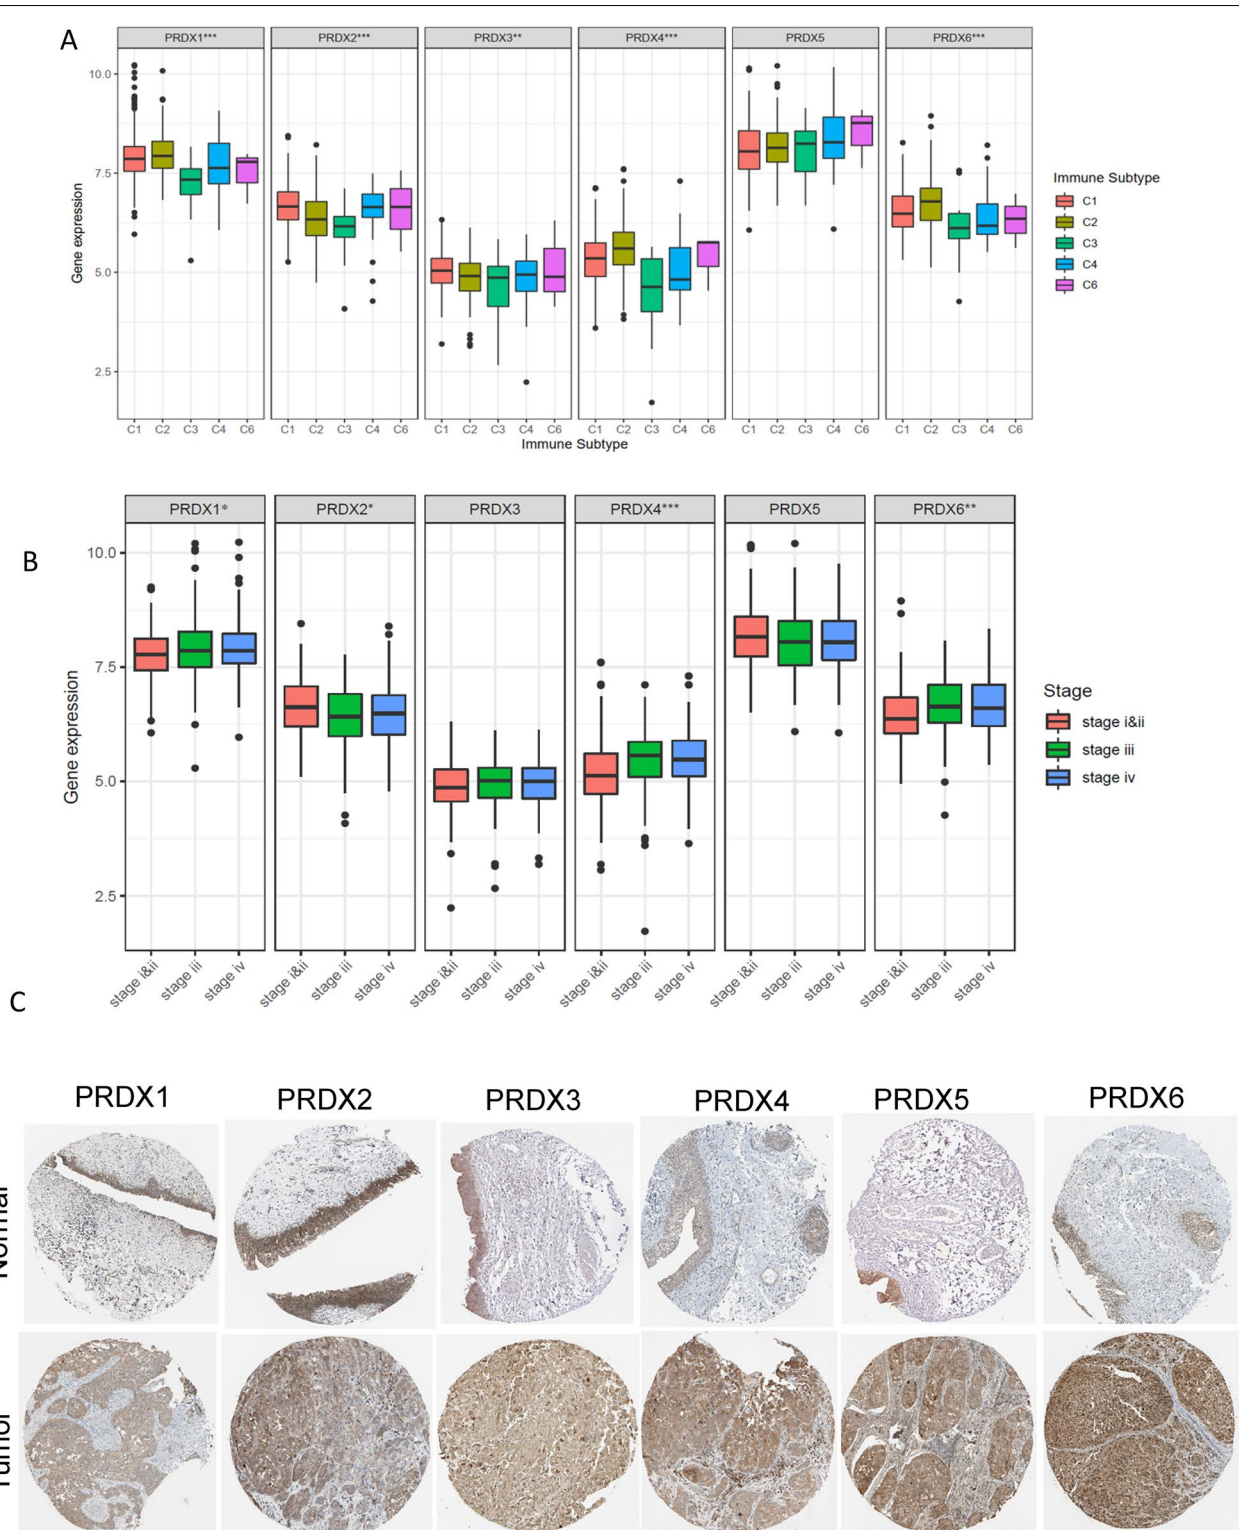 A
PRDX1*** PRDX2*** PRDX3** PRDX4*** PRDX5 PRDX6***
10.0
7.5
5.0
2.5
Gene expression
C1 C2 C3 C4 C6 C1 C2 C3 C4 C6 C1 C2 C3 C4 C6 C1 C2 C3 C4 C6 C1 C2 C3 C4 C6 C1 C2 C3 C4 C6
Immune Subtype
Immune Subtype
C1
C2
C3
C4
C6
B
PRDX1* PRDX2* PRDX3 PRDX4*** PRDX5 PRDX6**
10.0
7.5
5.0
2.5
Gene expression
stage i&ii stage iii stage iv stage i&ii stage iii stage iv stage i&ii stage iii stage iv stage i&ii stage iii stage iv stage i&ii stage iii stage iv stage i&ii stage iii stage iv
Stage
stage i&ii
stage iii
stage iv
C
PRDX1 PRDX2 PRDX3 PRDX4 PRDX5 PRDX6
Normal
Tumor